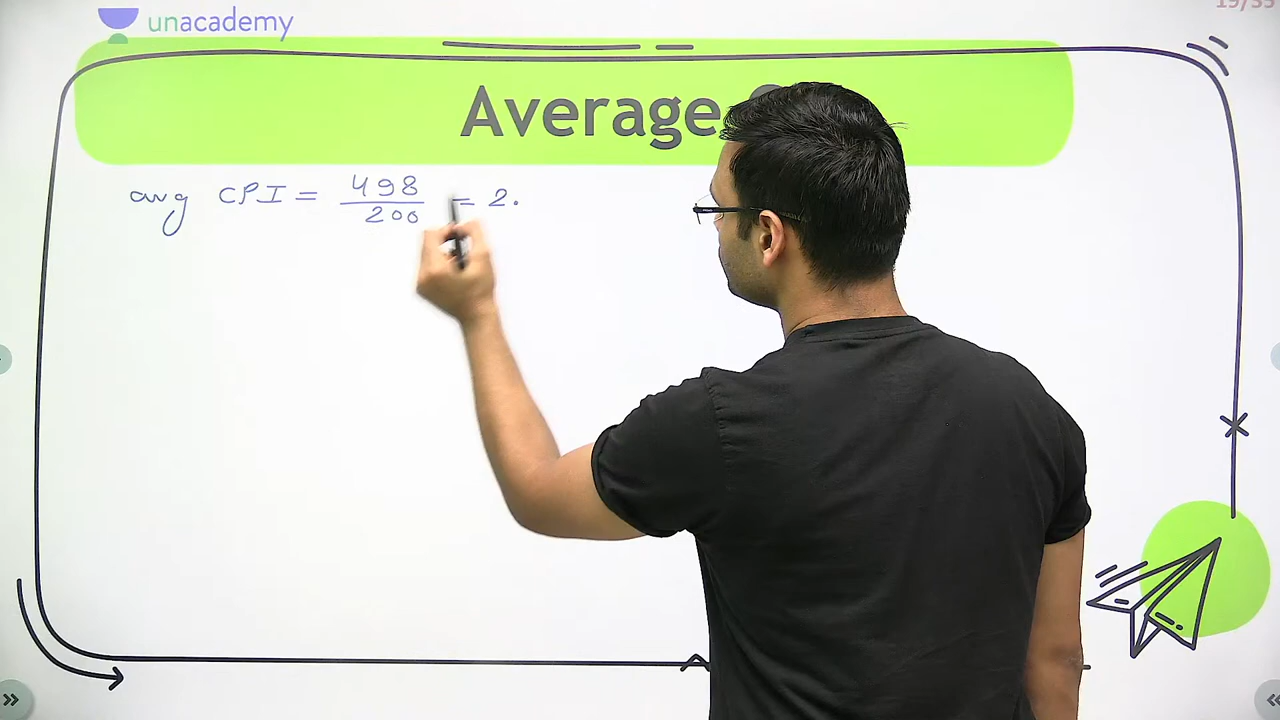 unacademy
Average
avg CPI = 498/200 = 2.